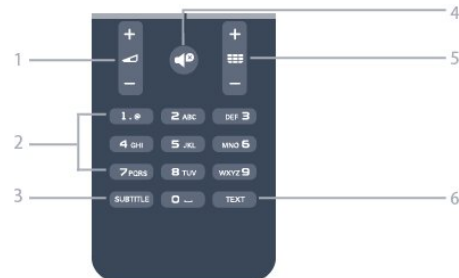 4
+ +
1 5
- -
1.@ 2 ABC DEF 3
2 4 GHI 5 JKL MNO 6
7 PQRS 8 TUV WXYZ 9
3 SUBTITLE 0 TEXT 6